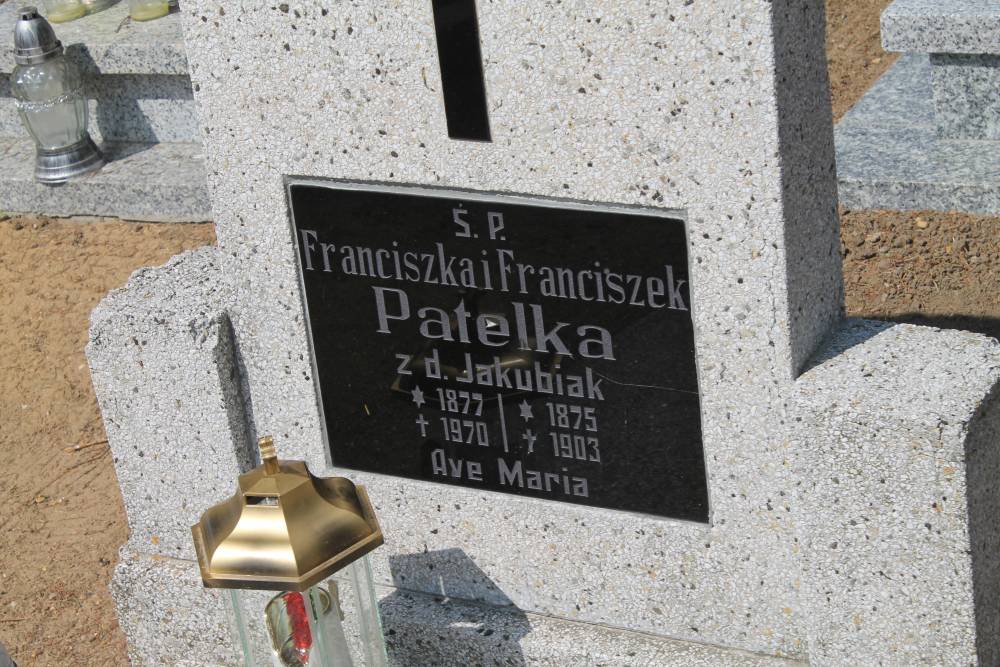 Ś. P.
Franciszka i Franciszek
Patelka
z d. Jakubiak
* 1877 | * 1875
† 1970 | † 1903
Ave Maria